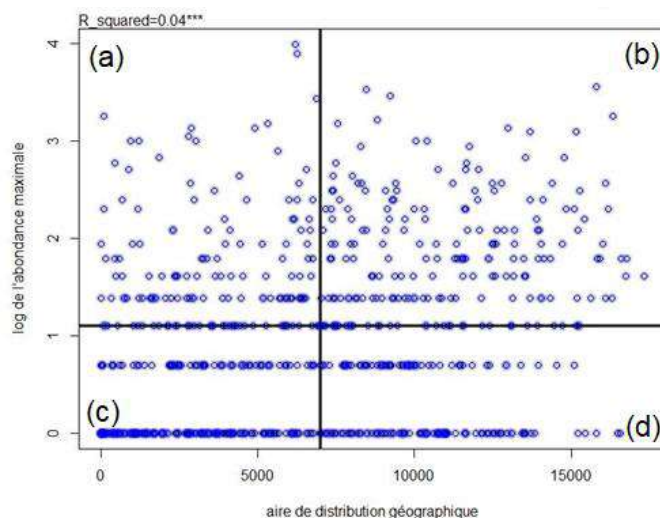 R_squared=0.04***
(a)
(b)
4
3
2
1
0
log de l'abondance maximale
(c)
(d)
0 5000 10000 15000
aire de distribution géographique